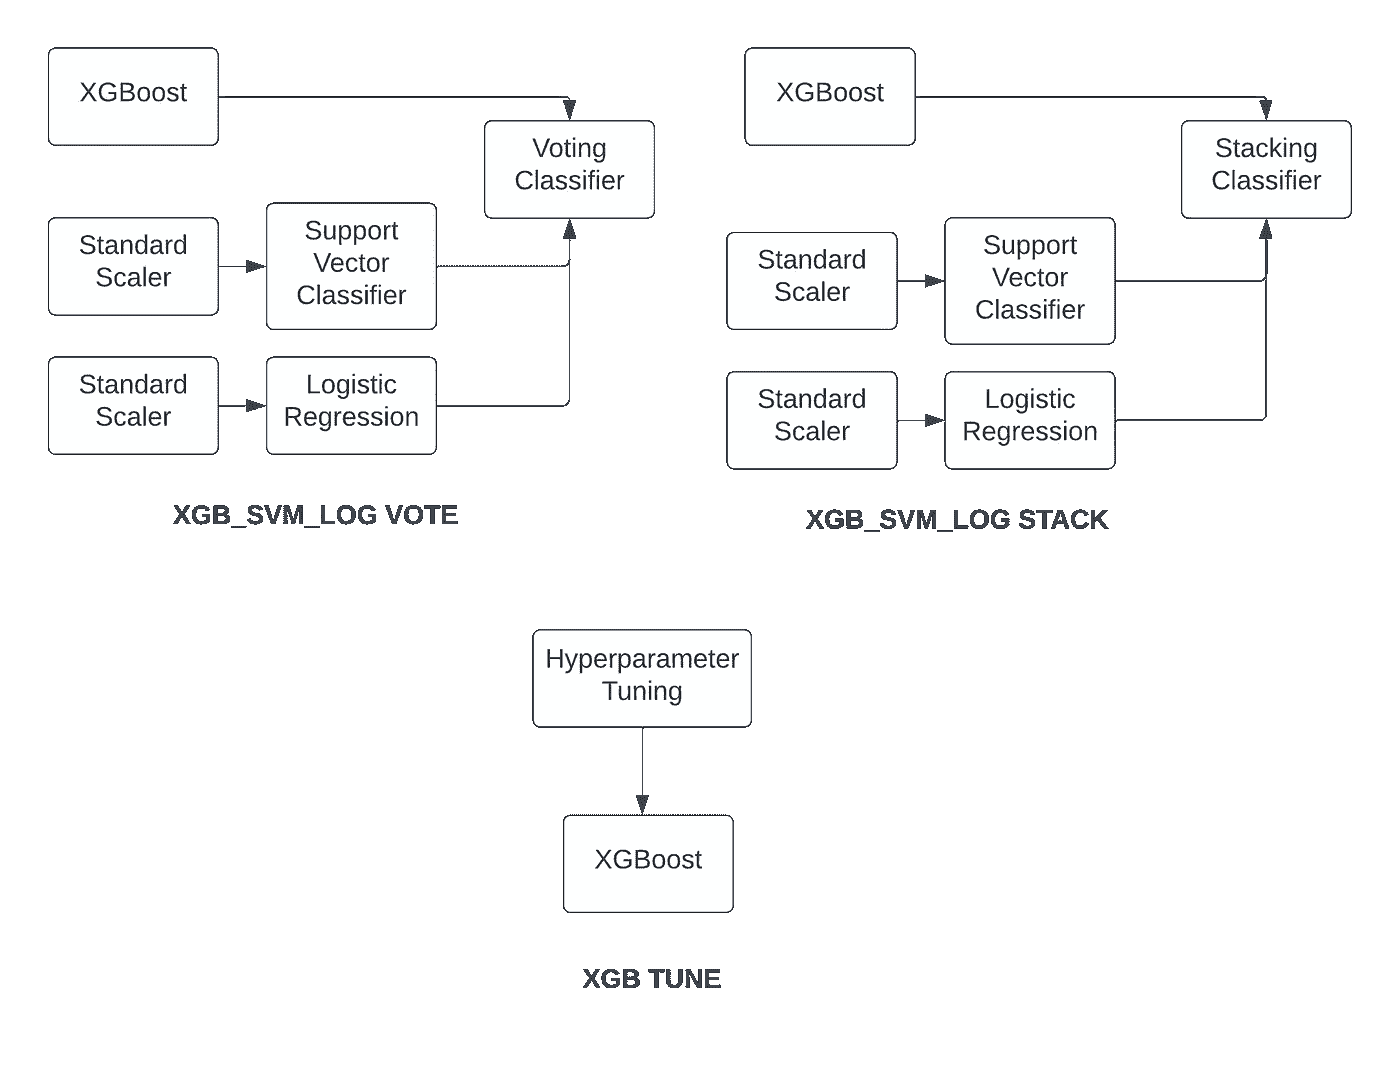 XGBoost
Voting
Classifier
Standard
Scaler
Support
Vector
Classifier
Standard
Scaler
Logistic
Regression
XGB_SVM_LOG VOTE
XGBoost
Stacking
Classifier
Standard
Scaler
Support
Vector
Classifier
Standard
Scaler
Logistic
Regression
XGB_SVM_LOG STACK
Hyperparameter
Tuning
XGBoost
XGB TUNE